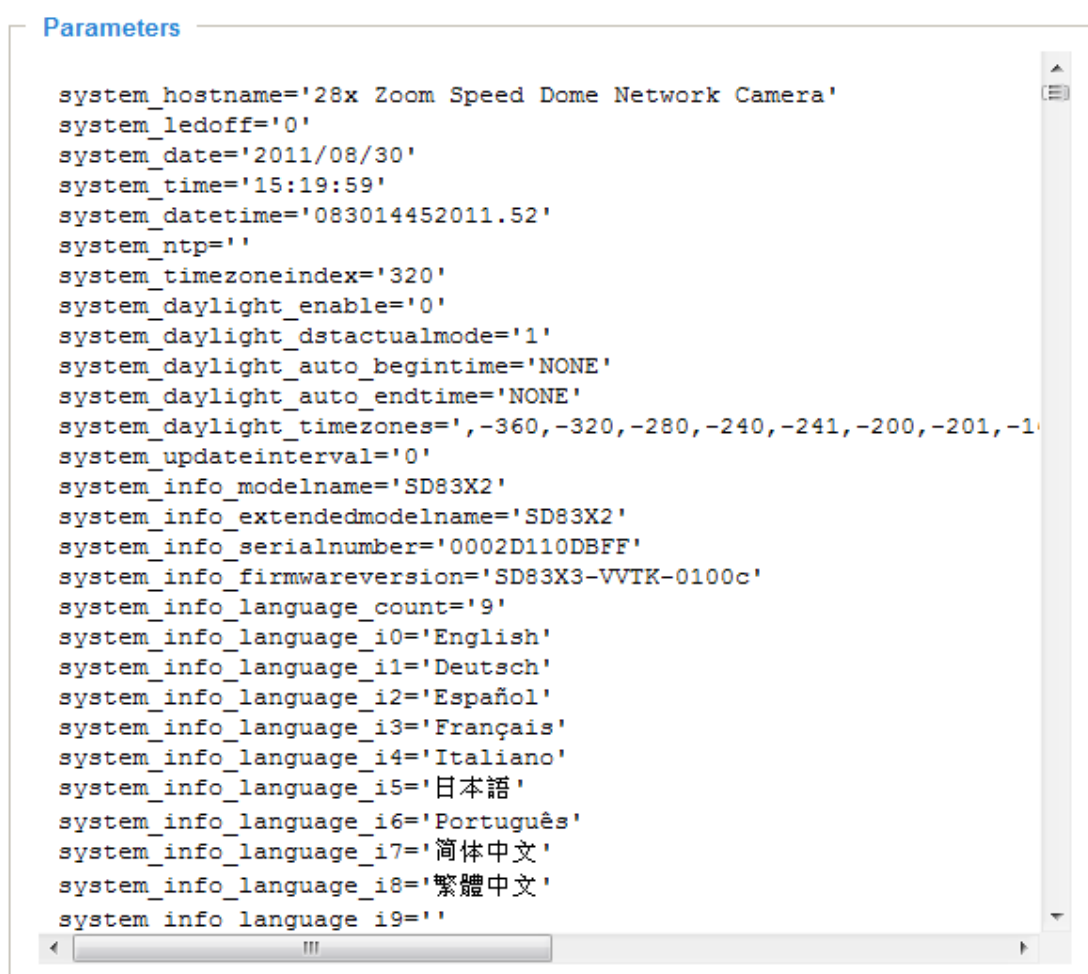 Parameters
system_hostname='28x Zoom Speed Dome Network Camera'
system_ledoff='0'
system_date='2011/08/30'
system_time='15:19:59'
system_datetime='083014452011.52'
system_ntp=''
system_timezoneindex='320'
system_daylight_enable='0'
system_daylight_dstactualmode='1'
system_daylight_auto_begintime='NONE'
system_daylight_auto_endtime='NONE'
system_daylight_timezones=',-360,-320,-280,-240,-241,-200,-201,-1
system_updateinterval='0'
system_info_modelname='SD83X2'
system_info_extendedmodelname='SD83X2'
system_info_serialnumber='0002D110DBFF'
system_info_firmwareversion='SD83X3-VVTK-0100c'
system_info_language_count='9'
system_info_language_i0='English'
system_info_language_i1='Deutsch'
system_info_language_i2='Español'
system_info_language_i3='Français'
system_info_language_i4='Italiano'
system_info_language_i5='日本語'
system_info_language_i6='Português'
system_info_language_i7='简体中文'
system_info_language_i8='繁體中文'
system_info_language_i9=''